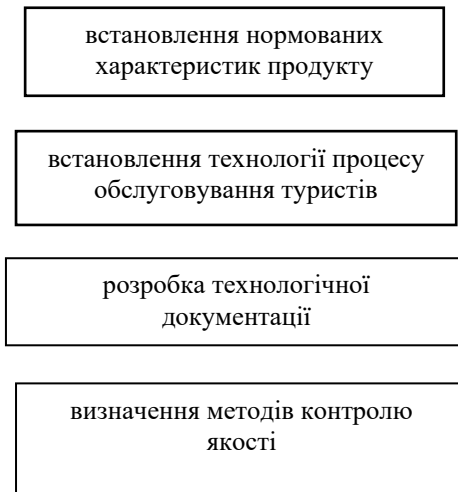 встановлення нормованих
характеристик продукту
встановлення технології процесу
обслуговування туристів
розробка технологічної
документації
визначення методів контролю
якості